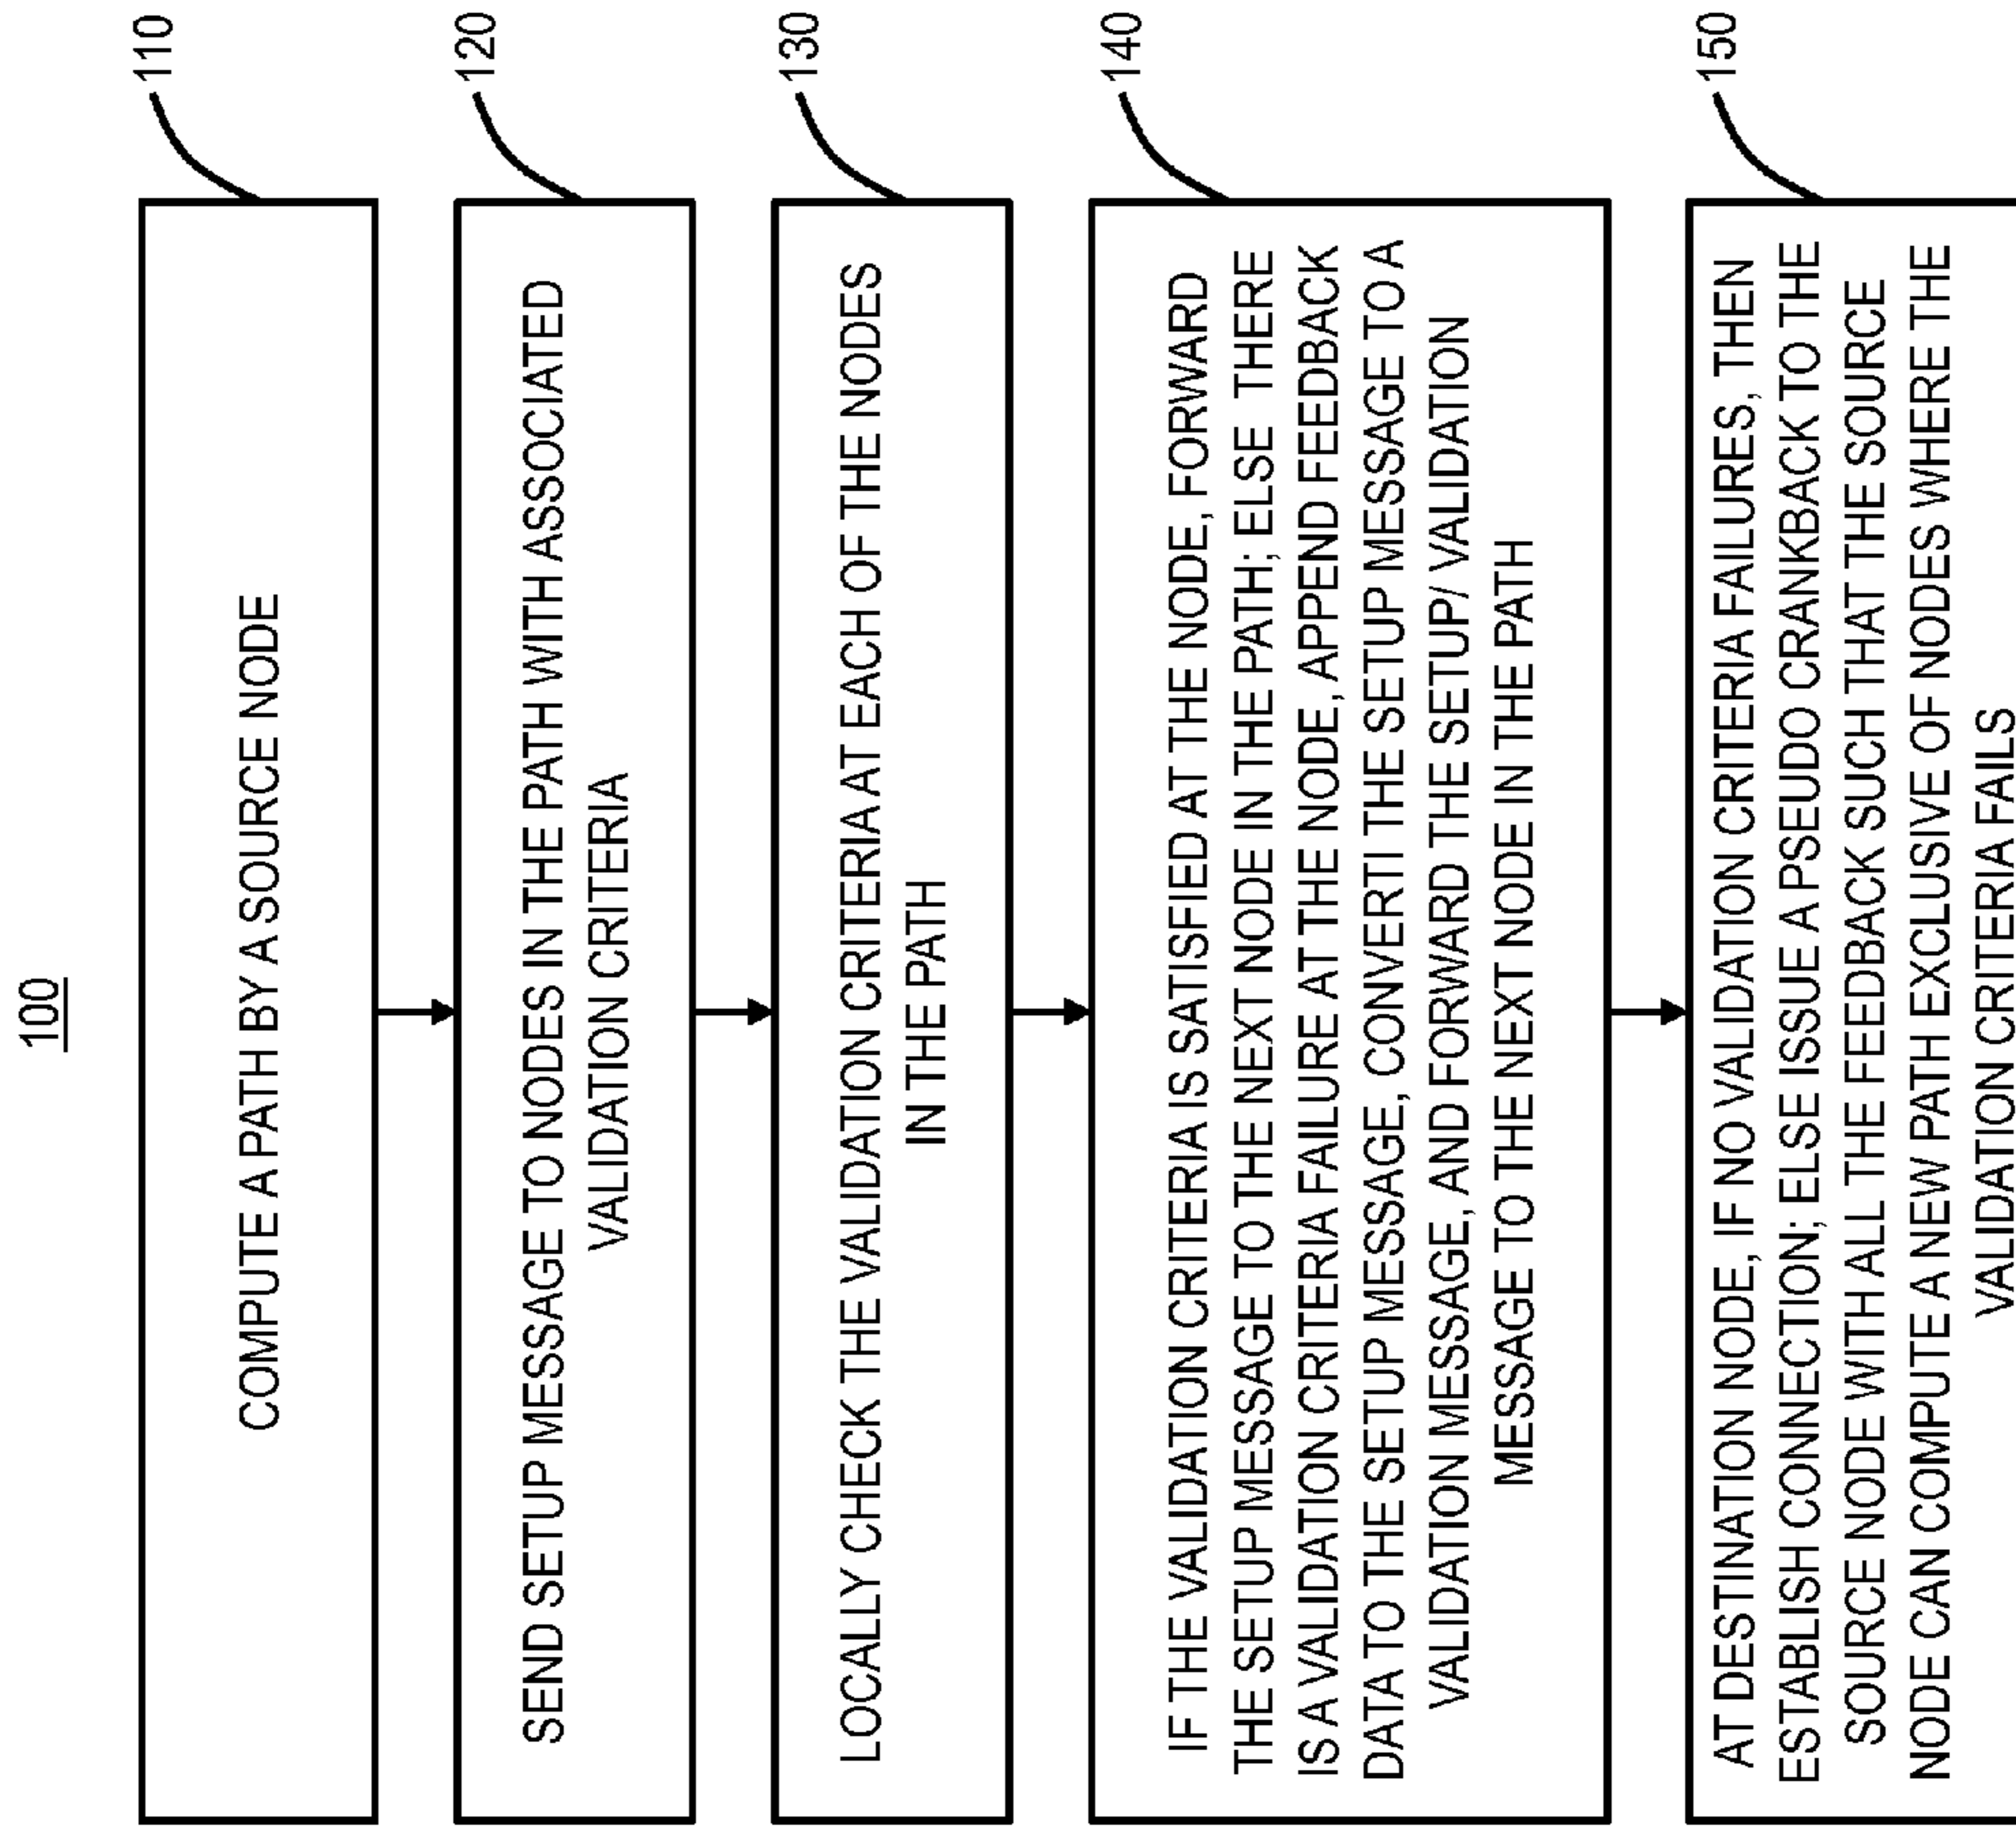 100
COMPUTE A PATH BY A SOURCE NODE
110
SEND SETUP MESSAGE TO NODES IN THE PATH WITH ASSOCIATED
VALIDATION CRITERIA
120
LOCALLY CHECK THE VALIDATION CRITERIA AT EACH OF THE NODES
IN THE PATH
130
IF THE VALIDATION CRITERIA IS SATISFIED AT THE NODE, FORWARD
THE SETUP MESSAGE TO THE NEXT NODE IN THE PATH; ELSE THERE
IS A VALIDATION CRITERIA FAILURE AT THE NODE, APPEND FEEDBACK
DATA TO THE SETUP MESSAGE, CONVERTI THE SETUP MESSAGE TO A
VALIDATION MESSAGE, AND FORWARD THE SETUP/ VALIDATION
MESSAGE TO THE NEXT NODE IN THE PATH
140
AT DESTINATION NODE, IF NO VALIDATION CRITERIA FAILURES, THEN
ESTABLISH CONNECTION; ELSE ISSUE A PSEUDO CRANKBACK TO THE
SOURCE NODE WITH ALL THE FEEDBACK SUCH THAT THE SOURCE
NODE CAN COMPUTE A NEW PATH EXCLUSIVE OF NODES WHERE THE
VALIDATION CRITERIA FAILS
150